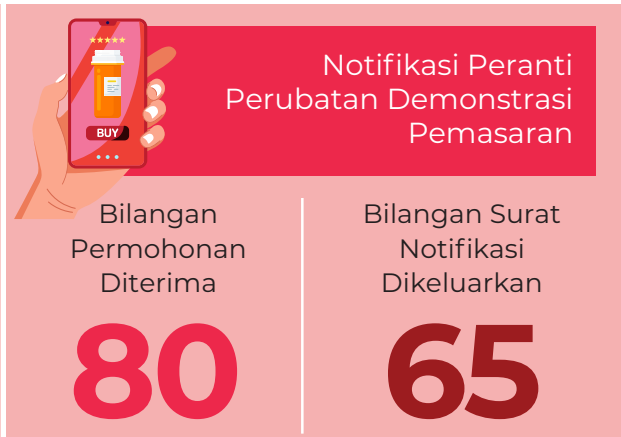 BUY
Notifikasi Peranti
Perubatan Demonstrasi
Pemasaran
Bilangan
Permohonan
Diterima
80
Bilangan Surat
Notifikasi
Dikeluarkan
65